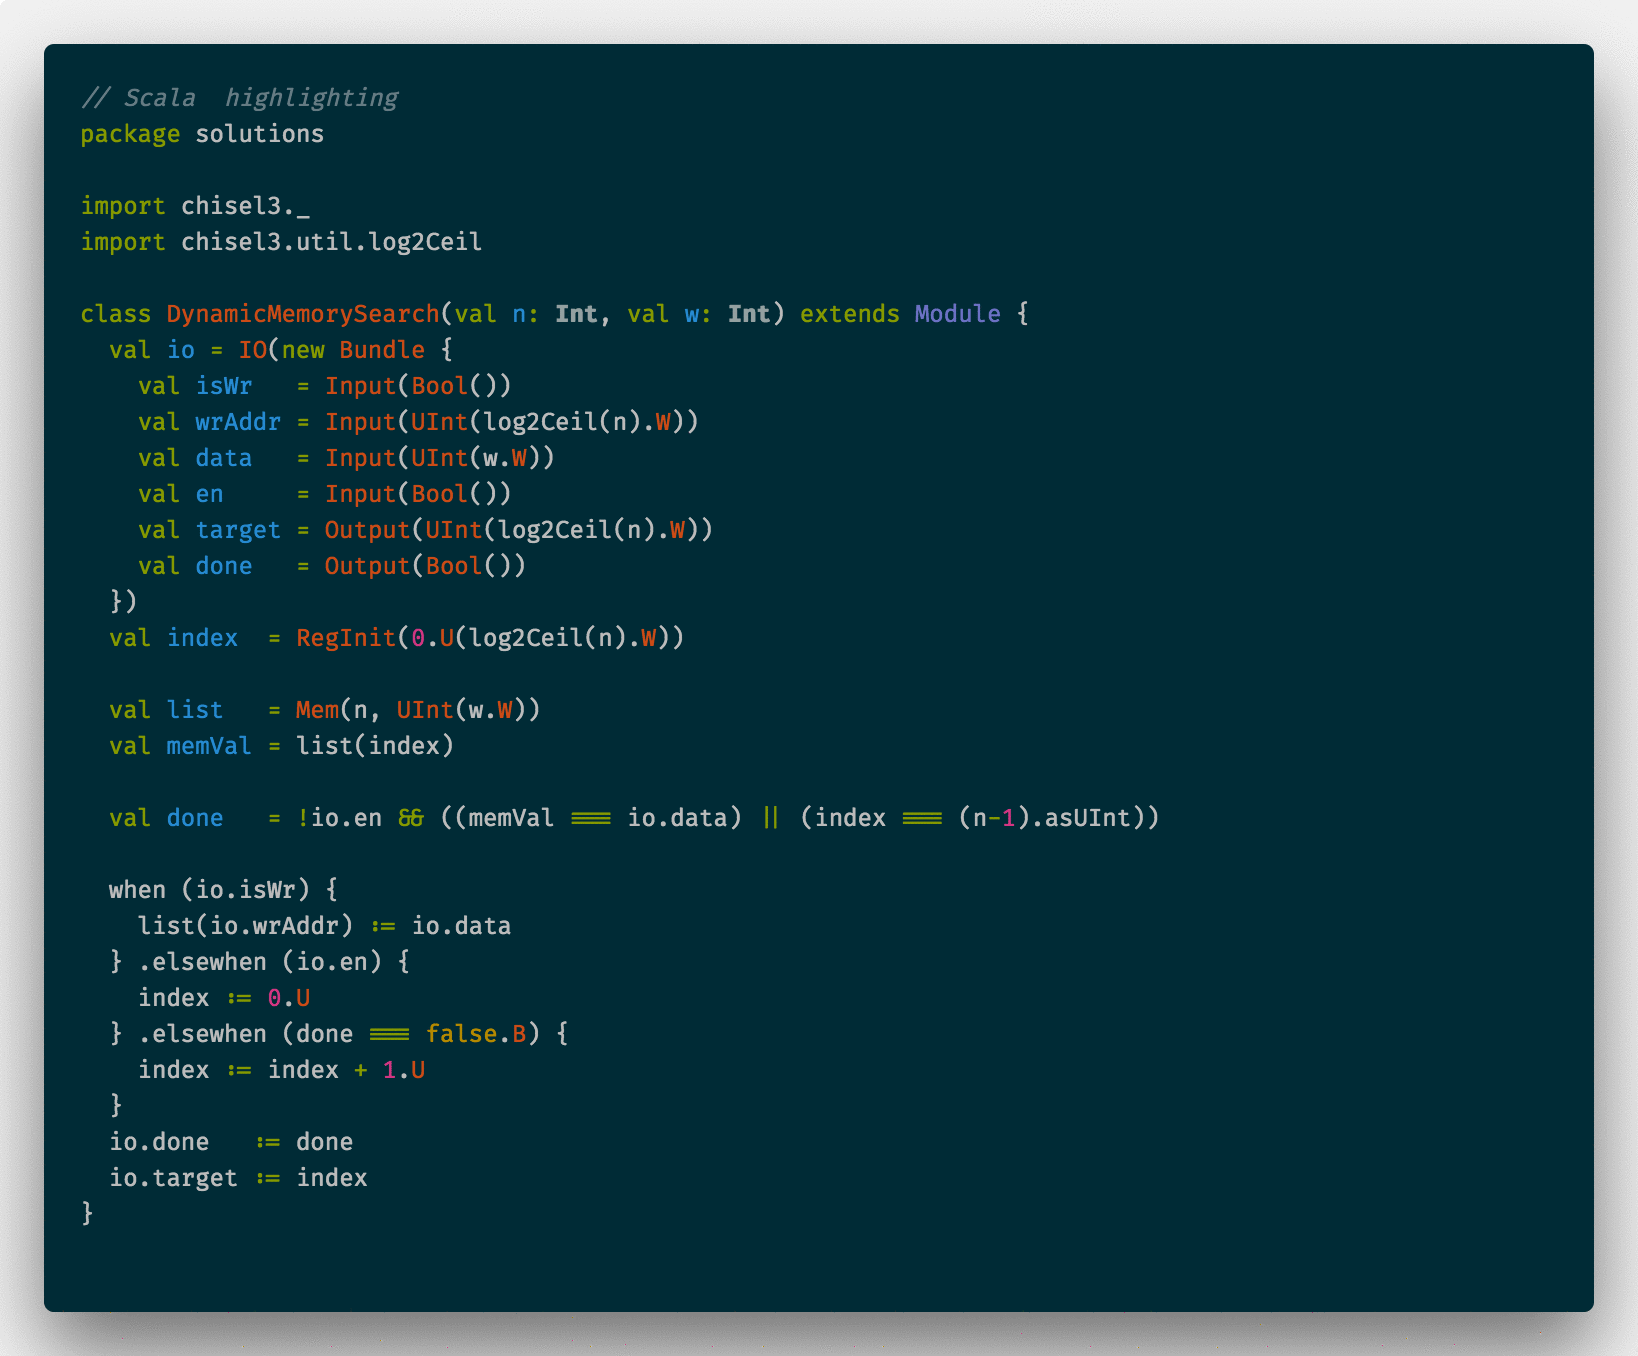 // Scala  highlighting
package solutions

import chisel3._
import chisel3.util.log2Ceil

class DynamicMemorySearch(val n: Int, val w: Int) extends Module {
  val io = IO(new Bundle {
    val isWr   = Input(Bool())
    val wrAddr = Input(UInt(log2Ceil(n).W))
    val data   = Input(UInt(w.W))
    val en     = Input(Bool())
    val target = Output(UInt(log2Ceil(n).W))
    val done   = Output(Bool())
  })
  val index  = RegInit(0.U(log2Ceil(n).W))

  val list   = Mem(n, UInt(w.W))
  val memVal = list(index)

  val done   = !io.en && ((memVal === io.data) || (index === (n-1).asUInt))

  when (io.isWr) {
    list(io.wrAddr) := io.data
  } .elsewhen (io.en) {
    index := 0.U
  } .elsewhen (done === false.B) {
    index := index + 1.U
  }
  io.done   := done
  io.target := index
}